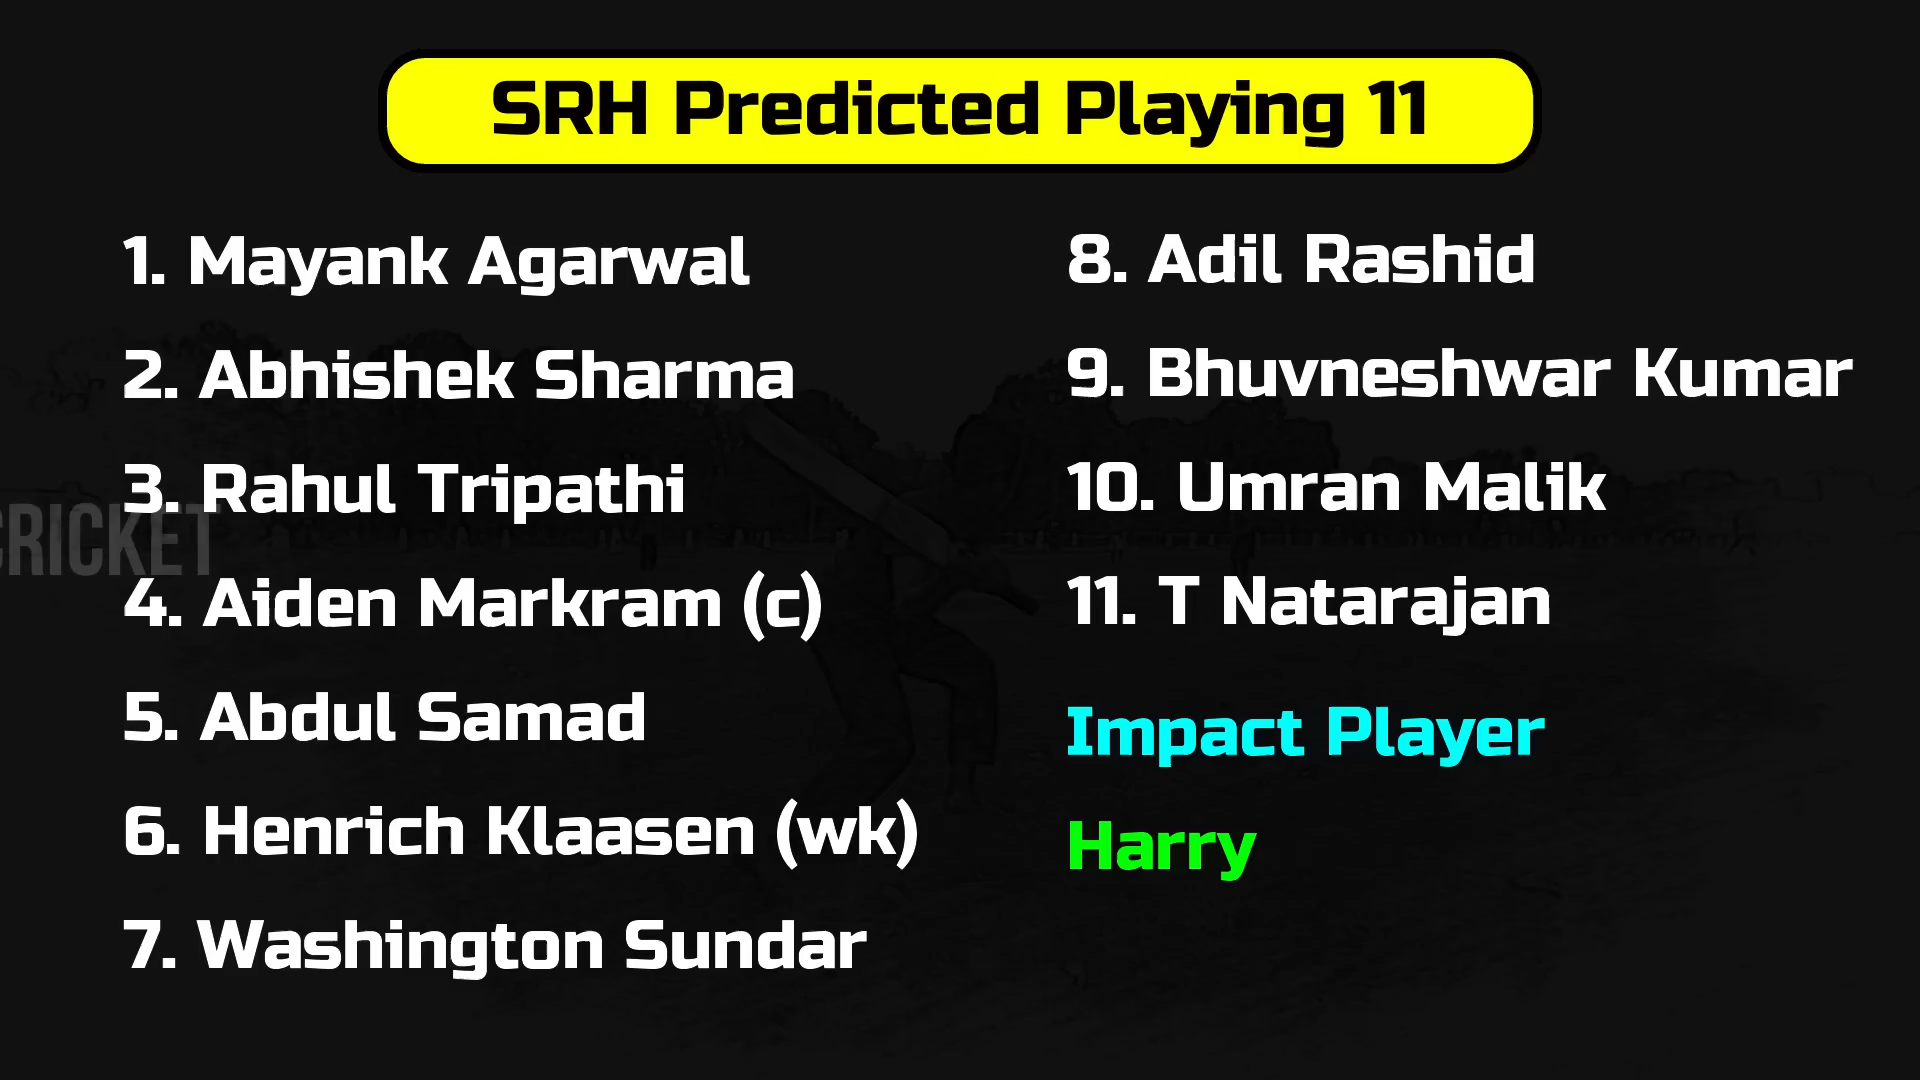 SRH Predicted Playing 11
1. Mayank Agarwal
2. Abhishek Sharma
3. Rahul Tripathi
4. Aiden Markram (c)
5. Abdul Samad
6. Henrich Klaasen (wk)
7. Washington Sundar
8. Adil Rashid
9. Bhuvneshwar Kumar
10. Umran Malik
11. T Natarajan
Impact Player
Harry
CRICKET